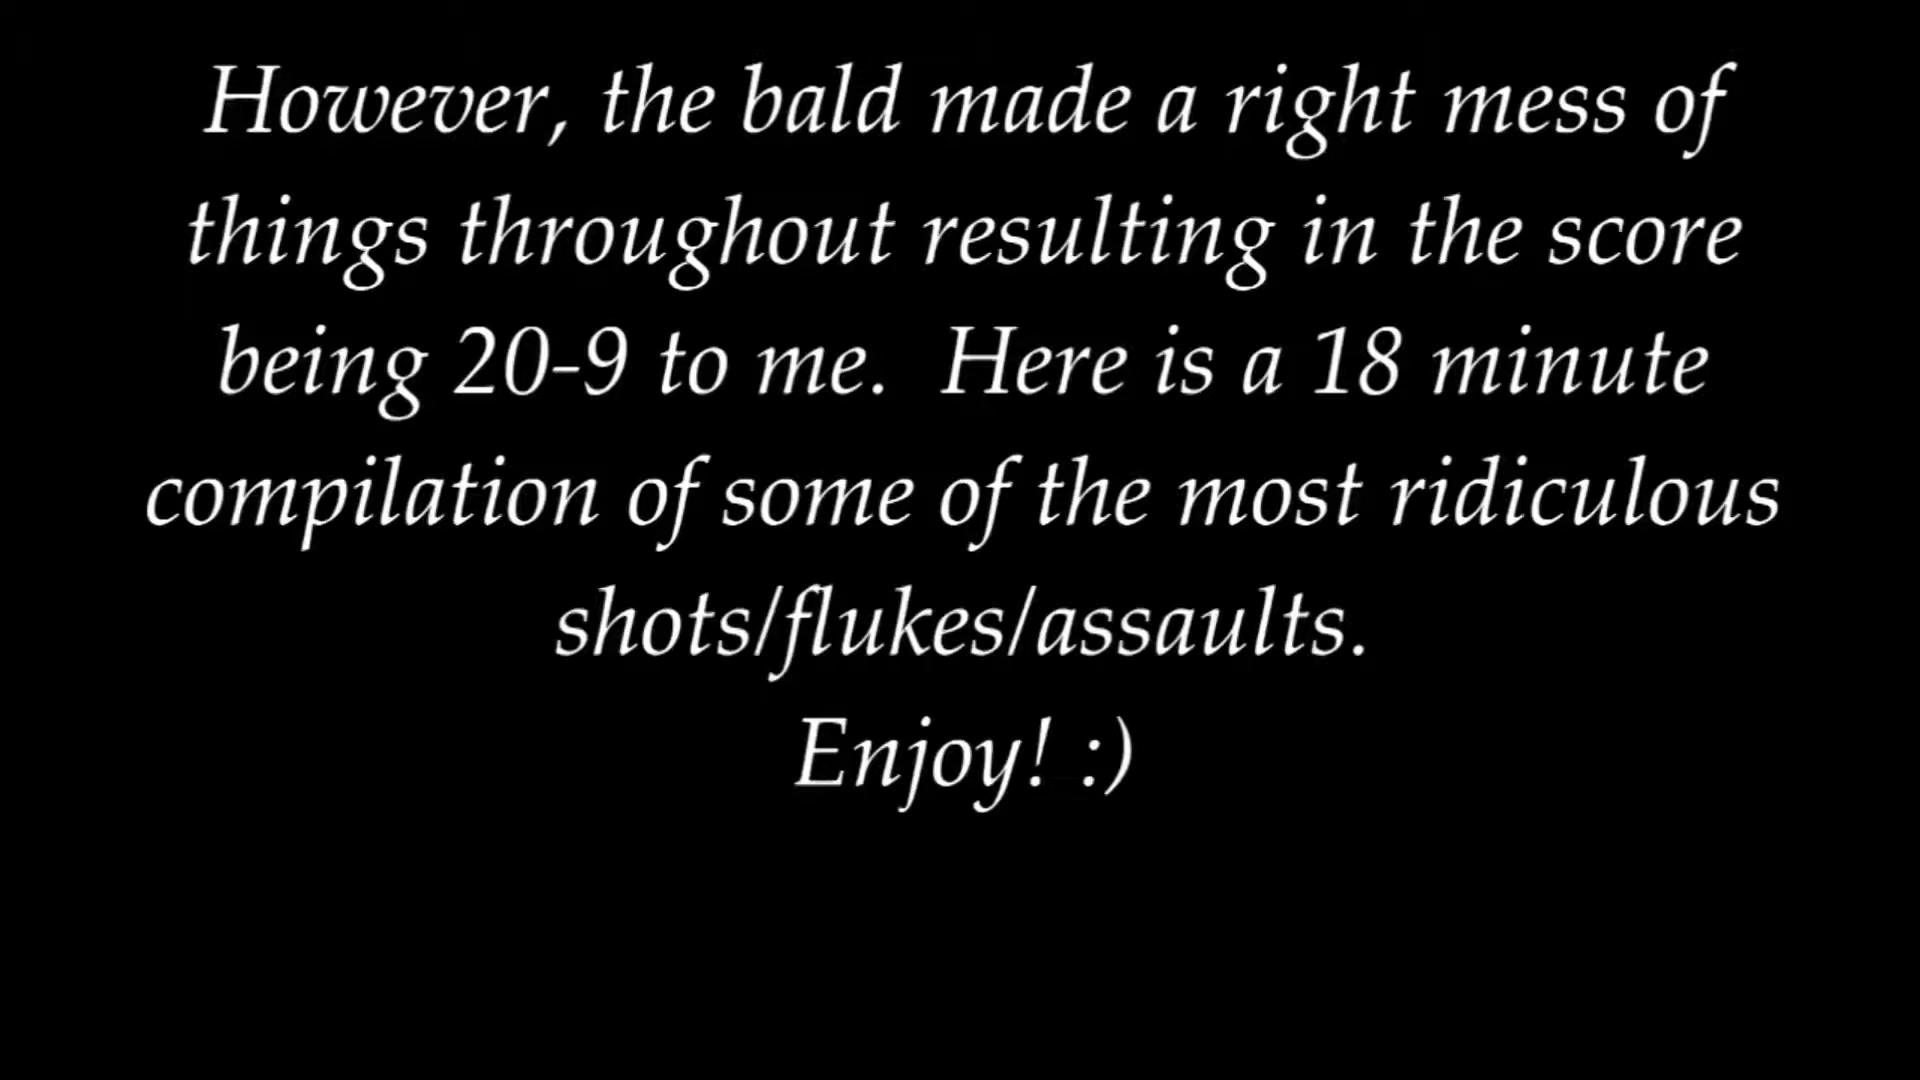 However, the bald made a right mess of
things throughout resulting in the score
being 20-9 to me.  Here is a 18 minute
compilation of some of the most ridiculous
shots/flukes/assaults.
Enjoy! :)